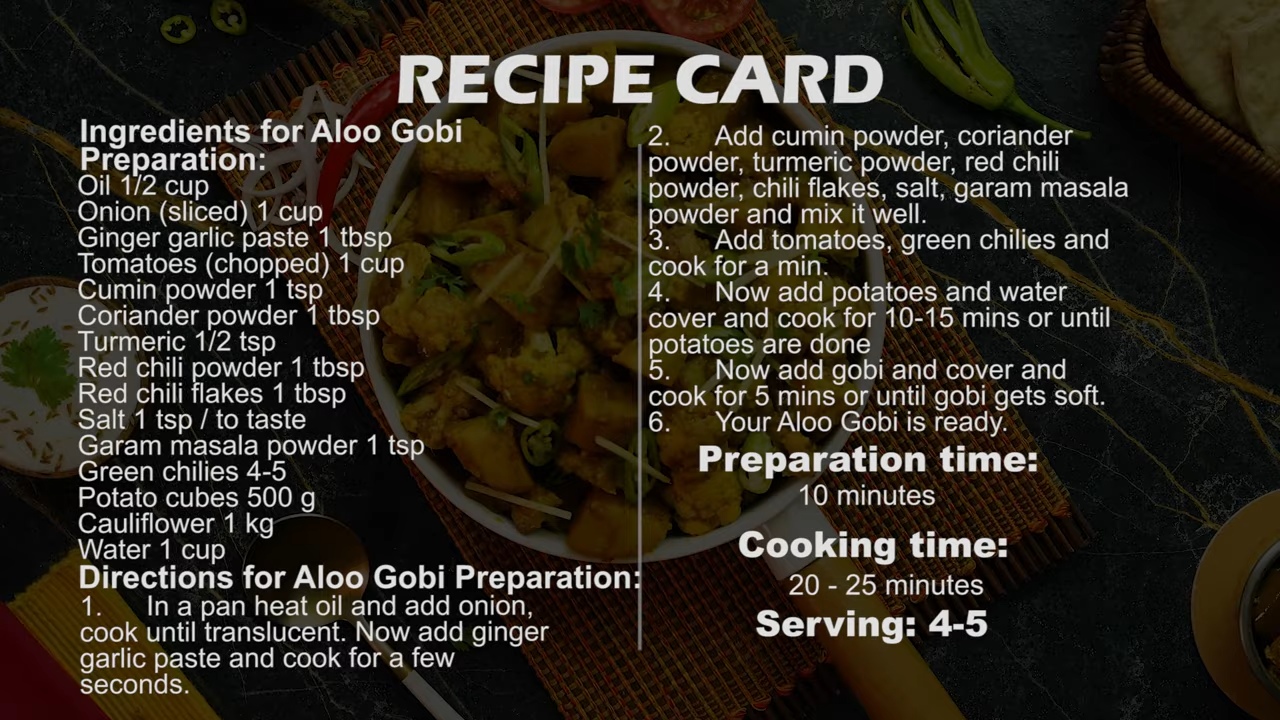 RECIPE CARD
Ingredients for Aloo Gobi
Preparation:
Oil 1/2 cup
Onion (sliced) 1 cup
Ginger garlic paste 1 tbsp
Tomatoes (chopped) 1 cup
Cumin powder 1 tsp
Coriander powder 1 tbsp
Turmeric 1/2 tsp
Red chili powder 1 tbsp
Red chili flakes 1 tbsp
Salt 1 tsp / to taste
Garam masala powder 1 tsp
Green chilies 4-5
Potato cubes 500 g
Cauliflower 1 kg
Water 1 cup
Directions for Aloo Gobi Preparation:
1. In a pan heat oil and add onion,
cook until translucent. Now add ginger
garlic paste and cook for a few
seconds.
2. Add cumin powder, coriander
powder, turmeric powder, red chili
powder, chili flakes, salt, garam masala
powder and mix it well.
3. Add tomatoes, green chilies and
cook for a min.
4. Now add potatoes and water
cover and cook for 10-15 mins or until
potatoes are done
5. Now add gobi and cover and
cook for 5 mins or until gobi gets soft.
6. Your Aloo Gobi is ready.
Preparation time:
10 minutes
Cooking time:
20 - 25 minutes
Serving: 4-5